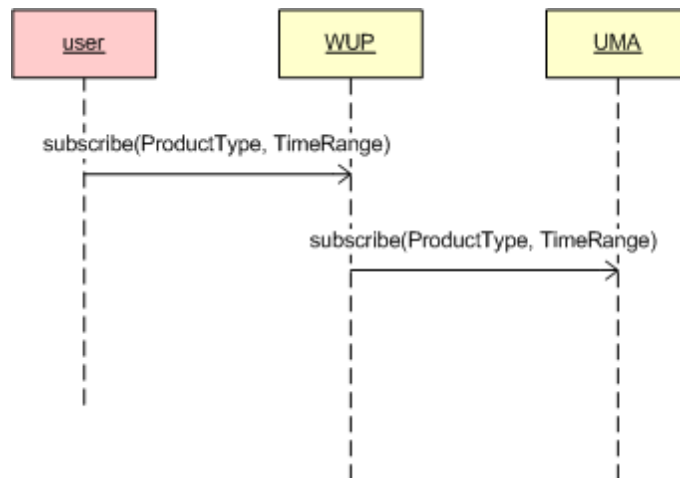 user
WUP
UMA
subscribe(ProductType, TimeRange)
subscribe(ProductType, TimeRange)